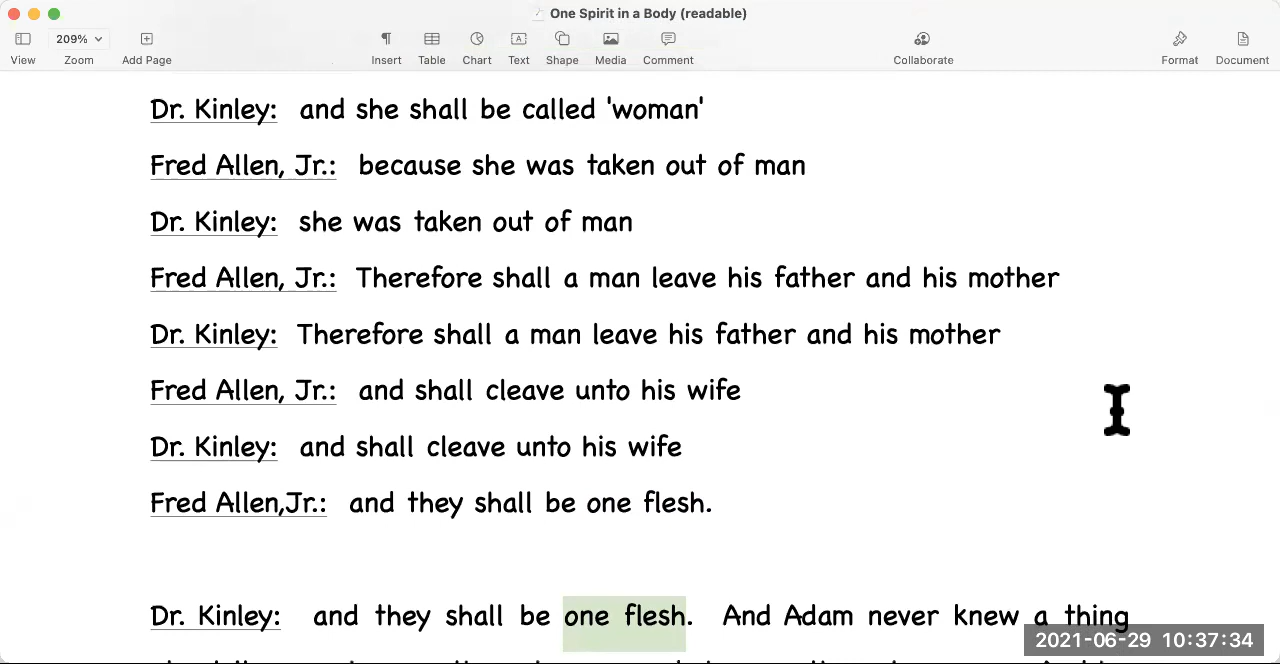 One Spirit in a Body (readable)
209%
View
Zoom
Add Page
Insert
Table
Chart
Text
Shape
Media
Comment
Collaborate
Format
Document
Dr. Kinley: and she shall be called 'woman'
Fred Allen, Jr.: because she was taken out of man
Dr. Kinley: she was taken out of man
Fred Allen, Jr.: Therefore shall a man leave his father and his mother
Dr. Kinley: Therefore shall a man leave his father and his mother
Fred Allen, Jr.: and shall cleave unto his wife
Dr. Kinley: and shall cleave unto his wife
Fred Allen,Jr.: and they shall be one flesh.
Dr. Kinley: and they shall be one flesh. And Adam never knew a thing
2021-06-29 10:37:34